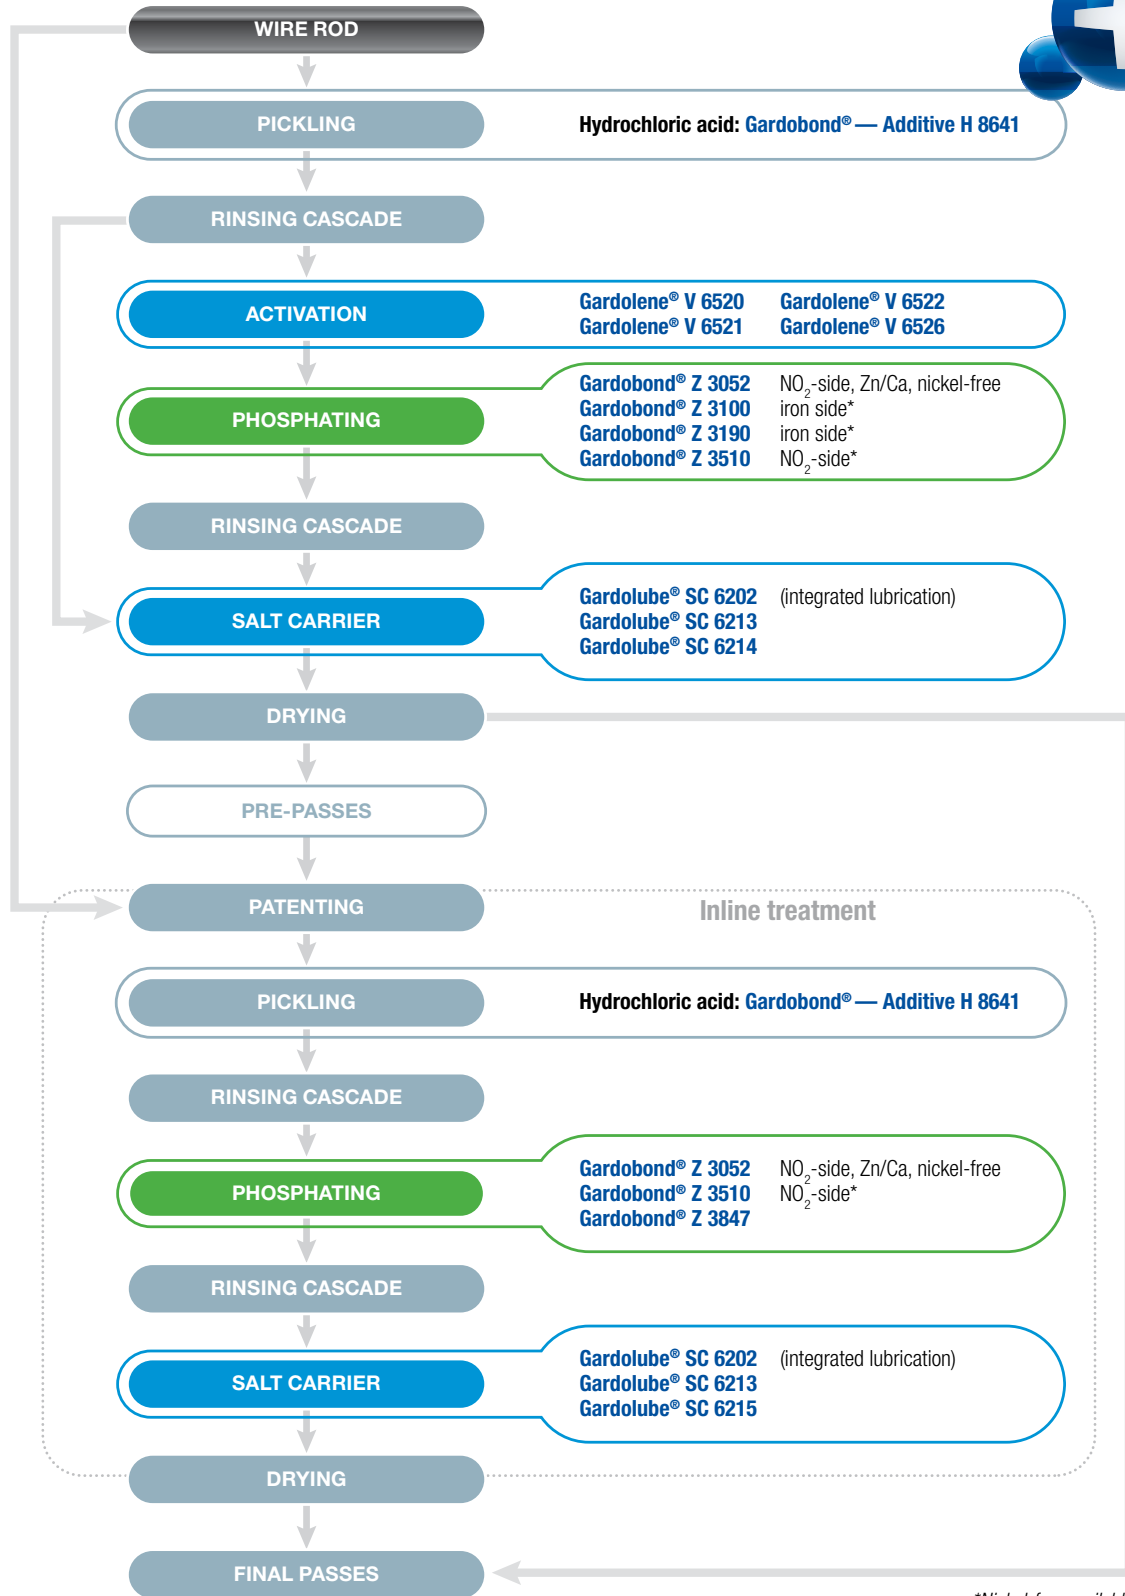 WIRE ROD
PICKLING
Hydrochloric acid: Gardobond® — Additive H 8641
RINSING CASCADE
ACTIVATION
Gardolene® V 6520 Gardolene® V 6522
Gardolene® V 6521 Gardolene® V 6526
PHOSPHATING
Gardobond® Z 3052 NO₂-side, Zn/Ca, nickel-free
Gardobond® Z 3100 iron side*
Gardobond® Z 3190 iron side*
Gardobond® Z 3510 NO₂-side*
RINSING CASCADE
SALT CARRIER
Gardolube® SC 6202 (integrated lubrication)
Gardolube® SC 6213
Gardolube® SC 6214
DRYING
PRE-PASSES
PATENTING
Inline treatment
PICKLING
Hydrochloric acid: Gardobond® — Additive H 8641
RINSING CASCADE
PHOSPHATING
Gardobond® Z 3052 NO₂-side, Zn/Ca, nickel-free
Gardobond® Z 3510 NO₂-side*
Gardobond® Z 3847
RINSING CASCADE
SALT CARRIER
Gardolube® SC 6202 (integrated lubrication)
Gardolube® SC 6213
Gardolube® SC 6215
DRYING
FINAL PASSES